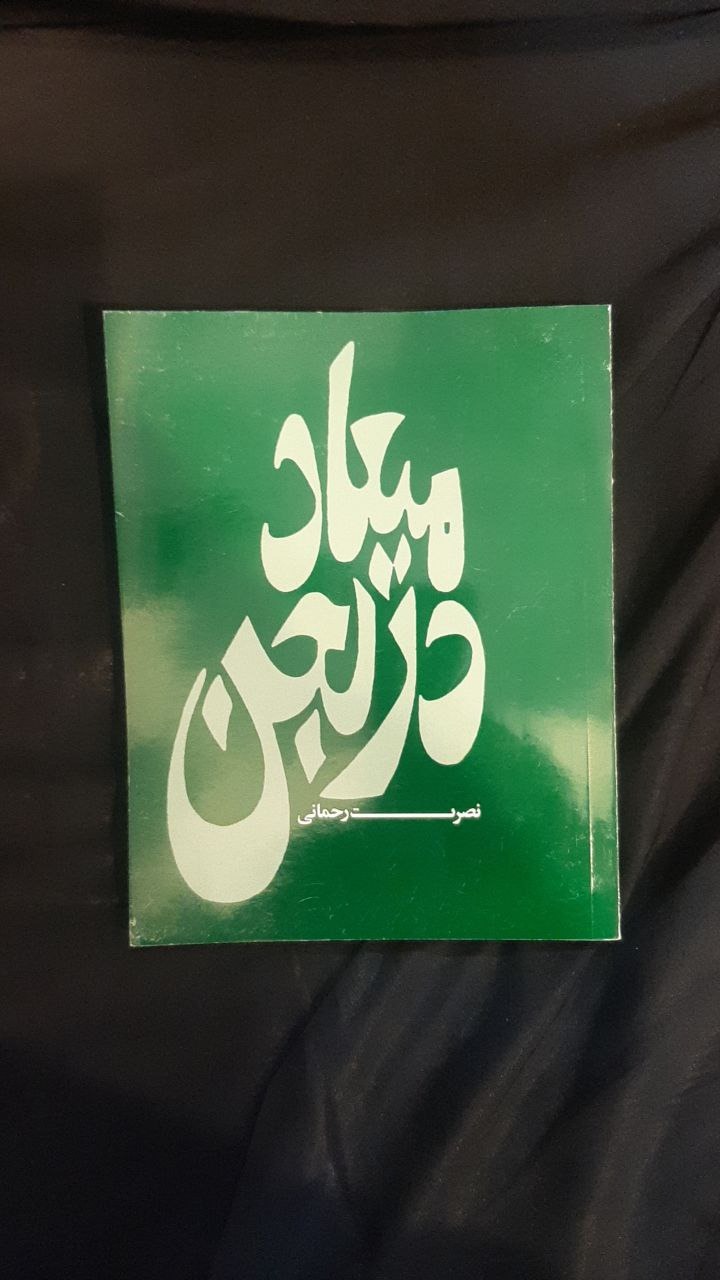 میعاد
در لجن
نصرت رحمانی